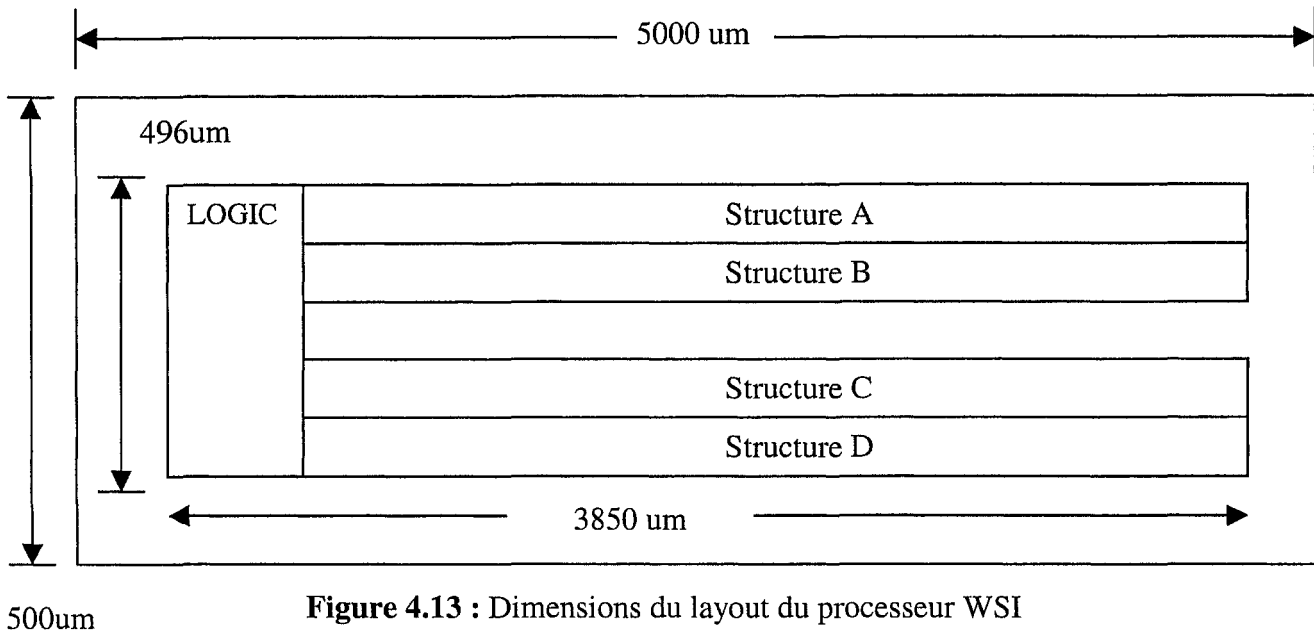 5000 um
496um
LOGIC
Structure A
Structure B
Structure C
Structure D
3850 um
500um
Figure 4.13 : Dimensions du layout du processeur WSI